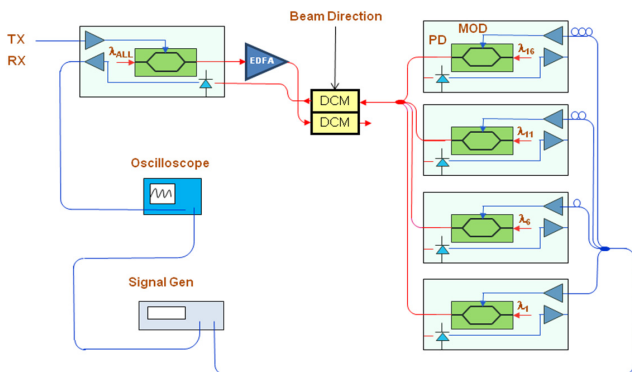 Beam Direction
TX
RX
λALL
EDFA
DCM
DCM
PD
MOD
λ16
λ11
λ6
λ1
Oscilloscope
Signal Gen